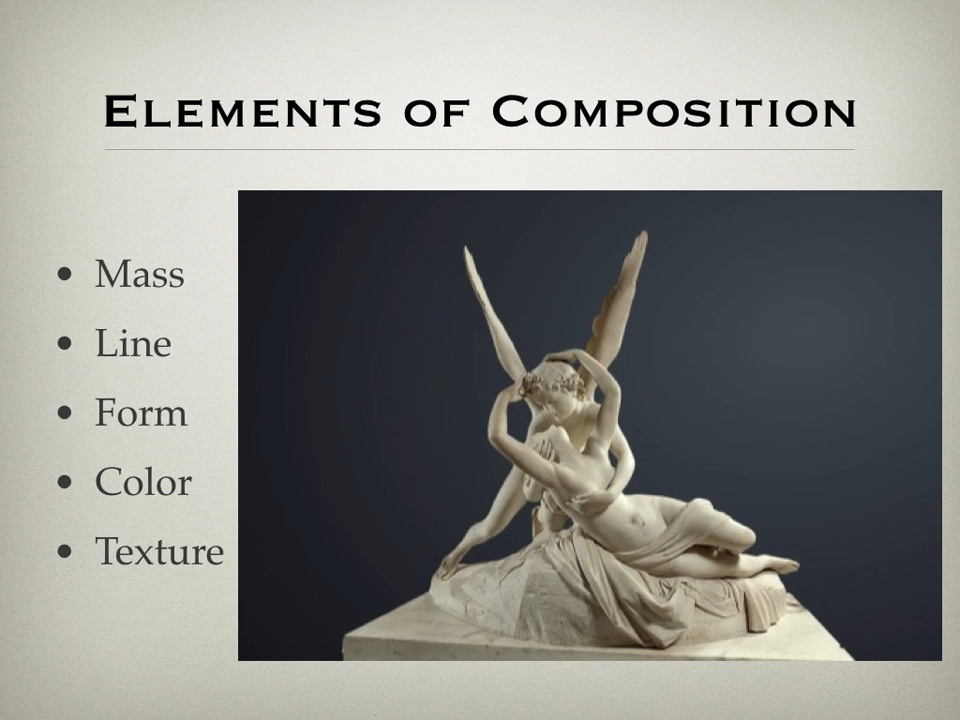 Elements of Composition
• Mass
• Line
• Form
• Color
• Texture